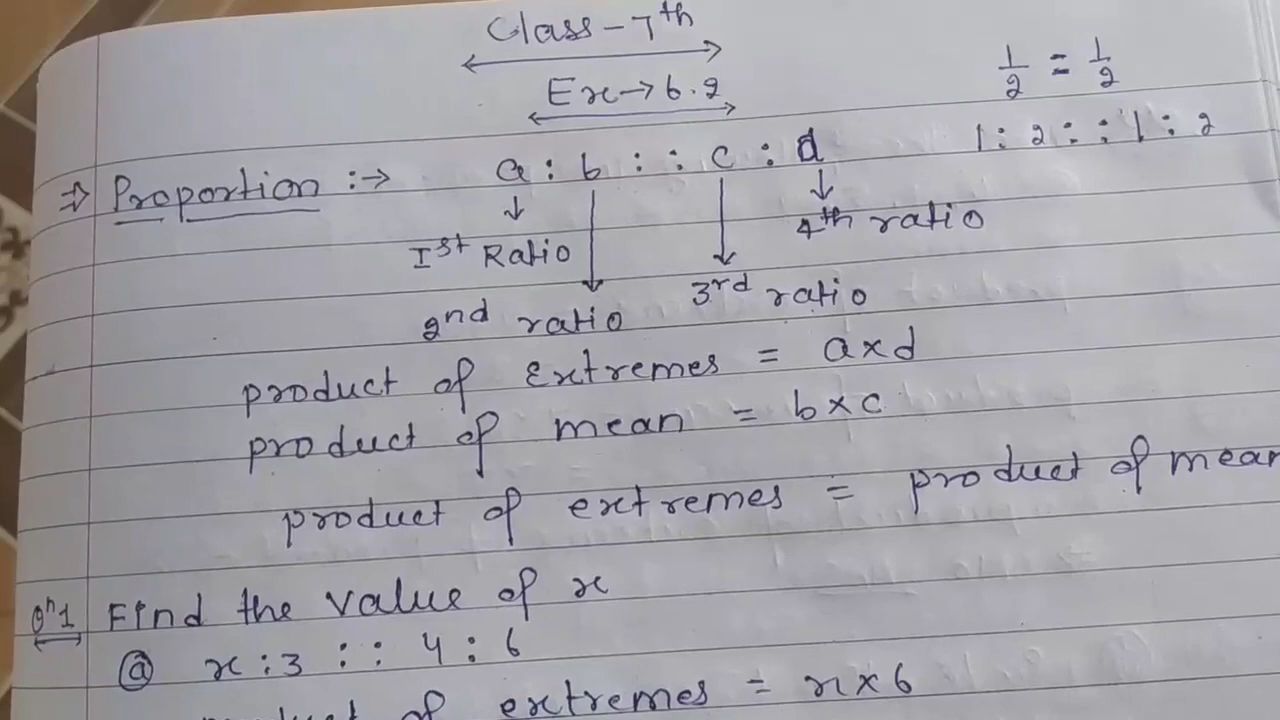 Class-7th
Ex→6.2
1/2 = 1/2
⇒ Proportion :→ a : b :: c : d
1 : 2 :: 1 : 2
Ist Ratio
4th ratio
2nd ratio
3rd ratio
product of Extremes = a×d
product of mean = b×c
product of extremes = product of mean
Qn1 Find the value of x
(a) x : 3 :: 4 : 6
product of extremes = x×6